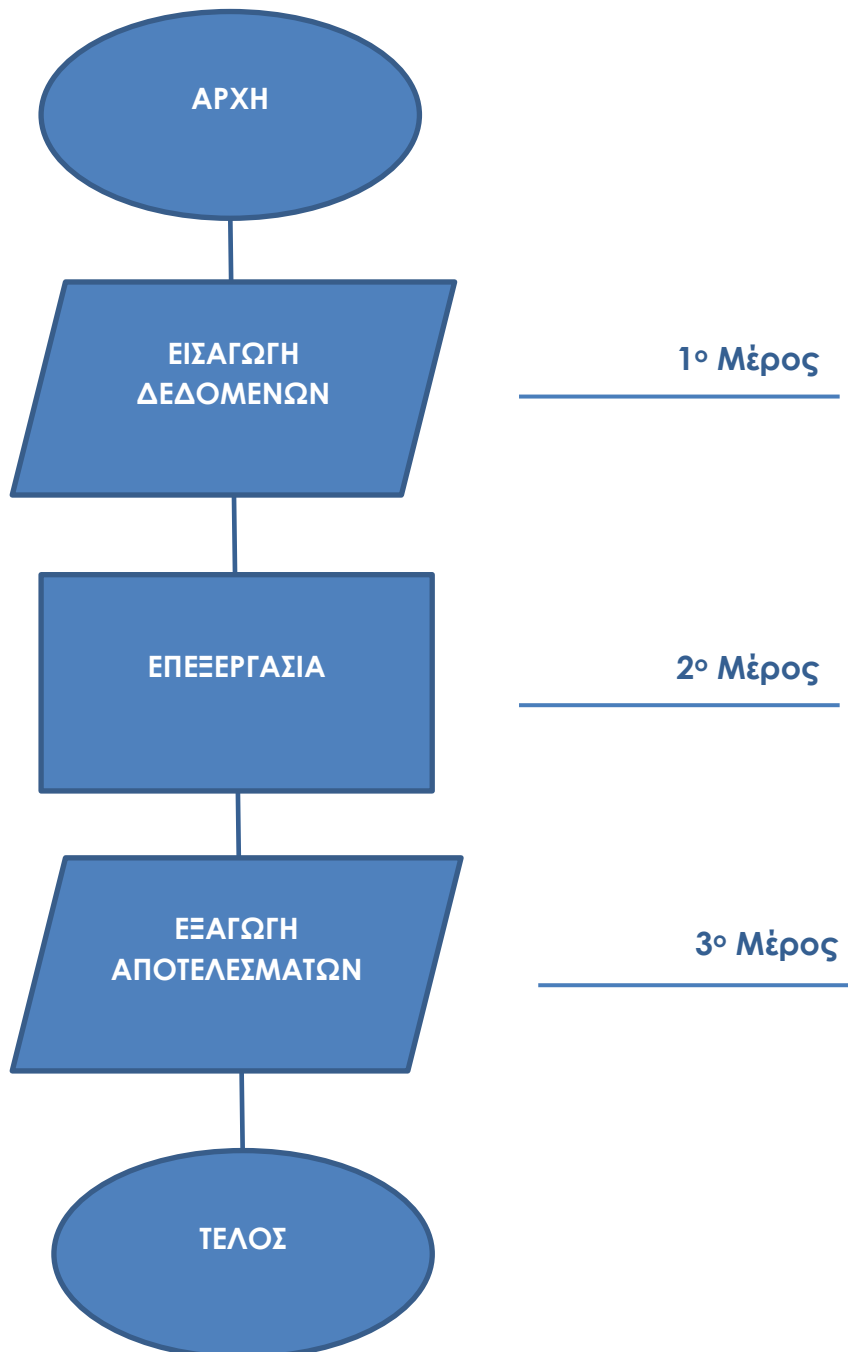 ΑΡΧΗ
ΕΙΣΑΓΩΓΗ
ΔΕΔΟΜΕΝΩΝ
1ο Μέρος
ΕΠΕΞΕΡΓΑΣΙΑ
2ο Μέρος
ΕΞΑΓΩΓΗ
ΑΠΟΤΕΛΕΣΜΑΤΩΝ
3ο Μέρος
ΤΕΛΟΣ